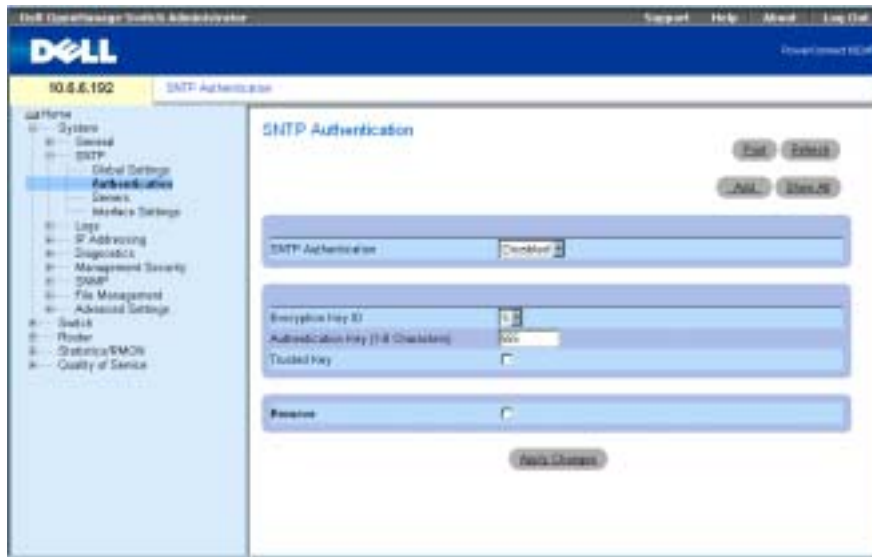 Dell OpenManage Switch Administrator
Support Help About Log Out
DELL
PowerConnect
10.6.6.192
SNTP Authentication
Home
System
General
SNTP
Global Settings
Authentication
Servers
Interface Settings
Logs
IP Addressing
Diagnostics
Management Security
SNMP
File Management
Advanced Settings
Switch
Router
Statistics/RMON
Quality of Service
SNTP Authentication
Print Refresh
Add Show All
SNTP Authentication Disabled
Encryption Key ID
Authentication Key (1-8 Characters)
Trusted Key
Remove
Apply Changes